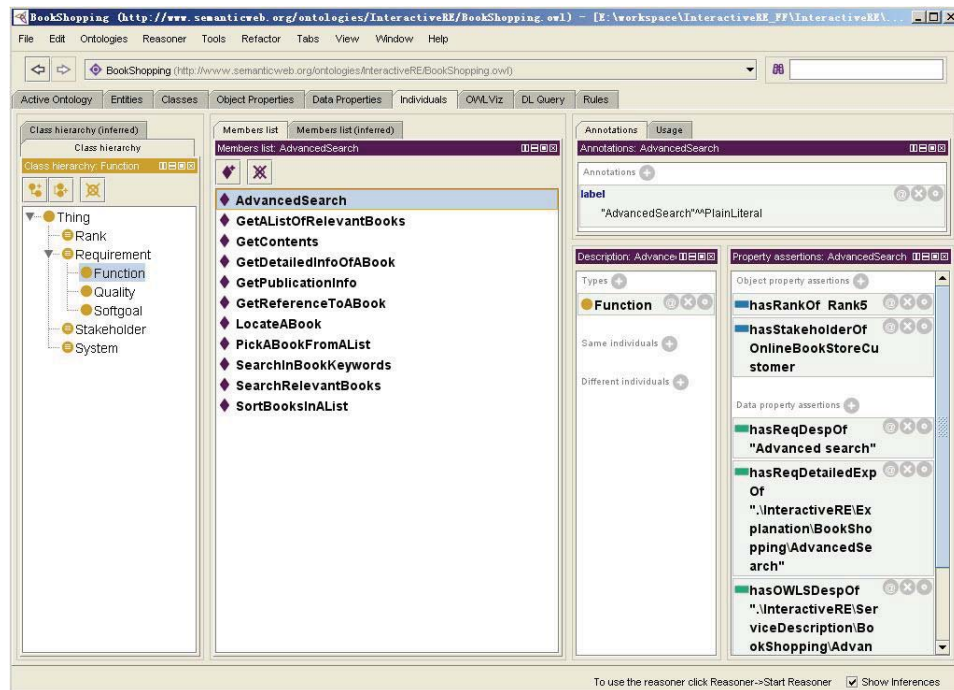 BookShopping (http://www.semanticweb.org/ontologies/InteractiveRE/BookShopping.owl) - [E:\workspace\InteractiveRE_FF\InteractiveRE\...
File Edit Ontologies Reasoner Tools Refactor Tabs View Window Help
BookShopping (http://www.semanticweb.org/ontologies/InteractiveRE/BookShopping.owl)
Active Ontology Entities Classes Object Properties Data Properties Individuals OWLViz DL Query Rules
Class hierarchy (inferred)
Class hierarchy
Class hierarchy: Function
Thing
Rank
Requirement
Function
Quality
Softgoal
Stakeholder
System
Members list Members list (inferred)
Members list: AdvancedSearch
AdvancedSearch
GetAListOfRelevantBooks
GetContents
GetDetailedInfoOfABook
GetPublicationInfo
GetReferenceToABook
LocateABook
PickABookFromAList
SearchInBookKeywords
SearchRelevantBooks
SortBooksInAList
Annotations Usage
Annotations: AdvancedSearch
Annotations
label
"AdvancedSearch"^^PlainLiteral
Description: Advance
Types
Function
Same individuals
Different individuals
Property assertions: AdvancedSearch
Object property assertions
hasRankOf Rank5
hasStakeholderOf
OnlineBookStoreCu
stomer
Data property assertions
hasReqDespOf
"Advanced search"
hasReqDetailedExp
Of
".\InteractiveRE\Ex
planation\BookSho
pping\AdvancedSe
arch"
hasOWLSDespOf
".\InteractiveRE\Ser
viceDescription\Bo
okShopping\Advan
To use the reasoner click Reasoner->Start Reasoner Show Inferences